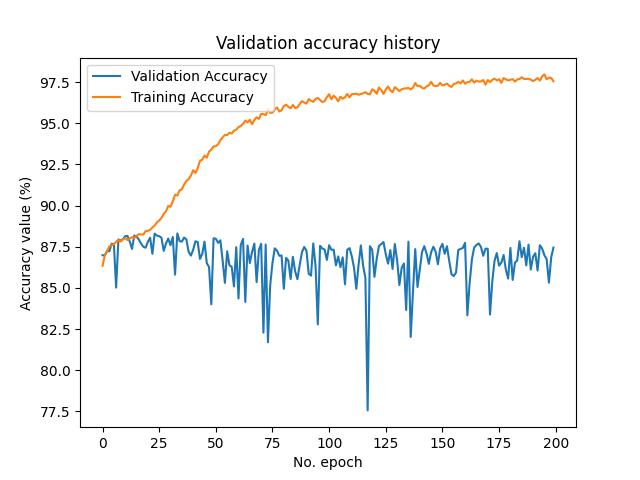 Validation accuracy history
Validation Accuracy
Training Accuracy
Accuracy value (%)
97.5
95.0
92.5
90.0
87.5
85.0
82.5
80.0
77.5
0 25 50 75 100 125 150 175 200
No. epoch